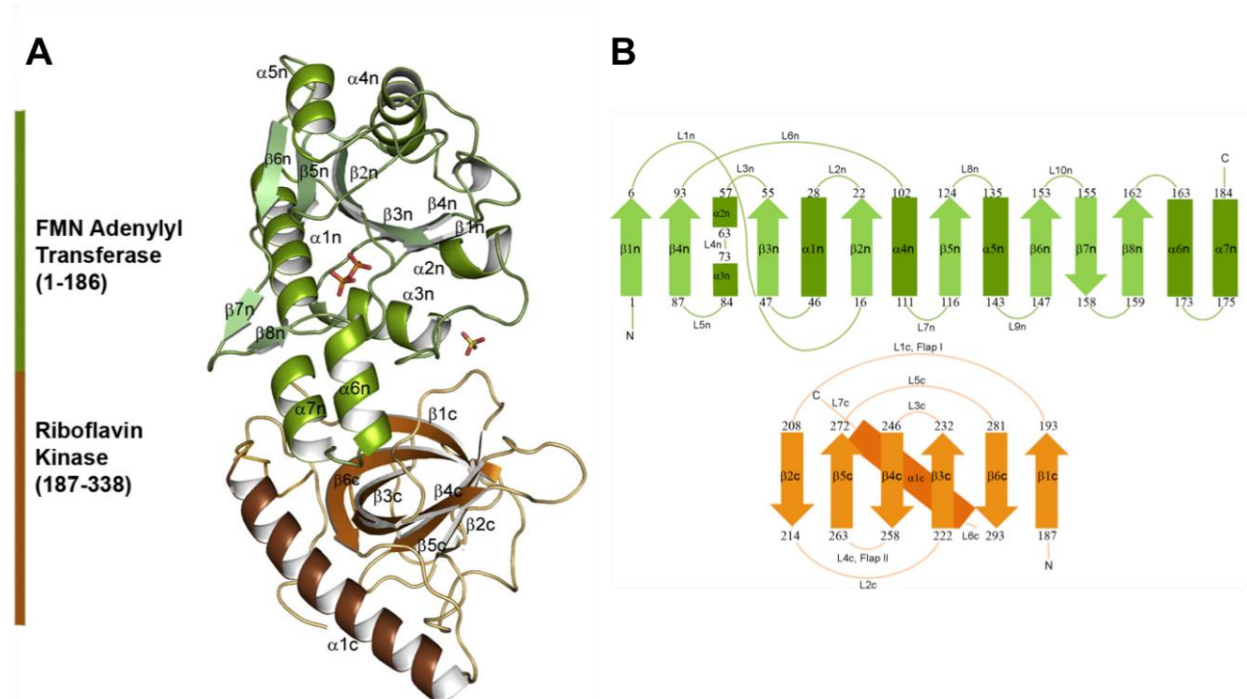 A
B
α5n
α4n
β6n
β5n
β2n
β4n
β3n
β1n
α1n
α2n
α3n
β7n
β8n
α6n
α7n
β1c
β6c
β3c
β4c
β2c
β5c
α1c
FMN Adenylyl
Transferase
(1-186)
Riboflavin
Kinase
(187-338)
L1n L6n
L3n L2n L8n L10n C
6 93 57 55 28 22 102 124 135 153 155 162 163 184
α2n
63
β1n β4n L4n β3n α1n β2n α4n β5n α5n β6n β7n β8n α6n α7n
73
α3n
1 87 84 47 46 16 111 116 143 147 158 159 173 175
N L5n L7n L9n
L1c, Flap I
L5c
C L7c L3c
208 272 246 232 281 193
β2c β5c β4c α1c β3c β6c β1c
214 263 258 222 L6c 293 187
L4c, Flap II N
L2c